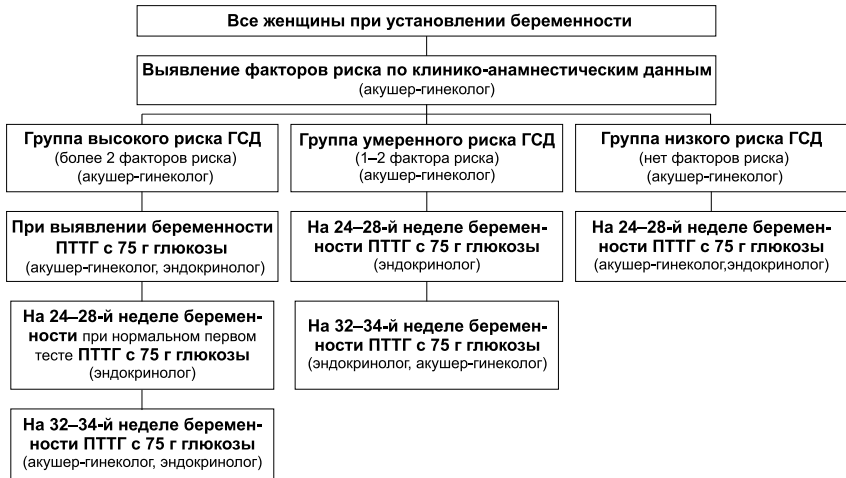 Все женщины при установлении беременности
Выявление факторов риска по клинико-анамнестическим данным
(акушер-гинеколог)
Группа высокого риска ГСД
(более 2 факторов риска)
(акушер-гинеколог)
Группа умеренного риска ГСД
(1–2 фактора риска)
(акушер-гинеколог)
Группа низкого риска ГСД
(нет факторов риска)
(акушер-гинеколог)
При выявлении беременности
ПТТГ с 75 г глюкозы
(акушер-гинеколог, эндокринолог)
На 24–28-й неделе беремен-
ности ПТТГ с 75 г глюкозы
(эндокринолог)
На 24–28-й неделе беремен-
ности ПТТГ с 75 г глюкозы
(акушер-гинеколог,эндокринолог)
На 24–28-й неделе беремен-
ности при нормальном первом
тесте ПТТГ с 75 г глюкозы
(эндокринолог)
На 32–34-й неделе беремен-
ности ПТТГ с 75 г глюкозы
(эндокринолог, акушер-гинеколог)
На 32–34-й неделе беремен-
ности ПТТГ с 75 г глюкозы
(акушер-гинеколог, эндокринолог)